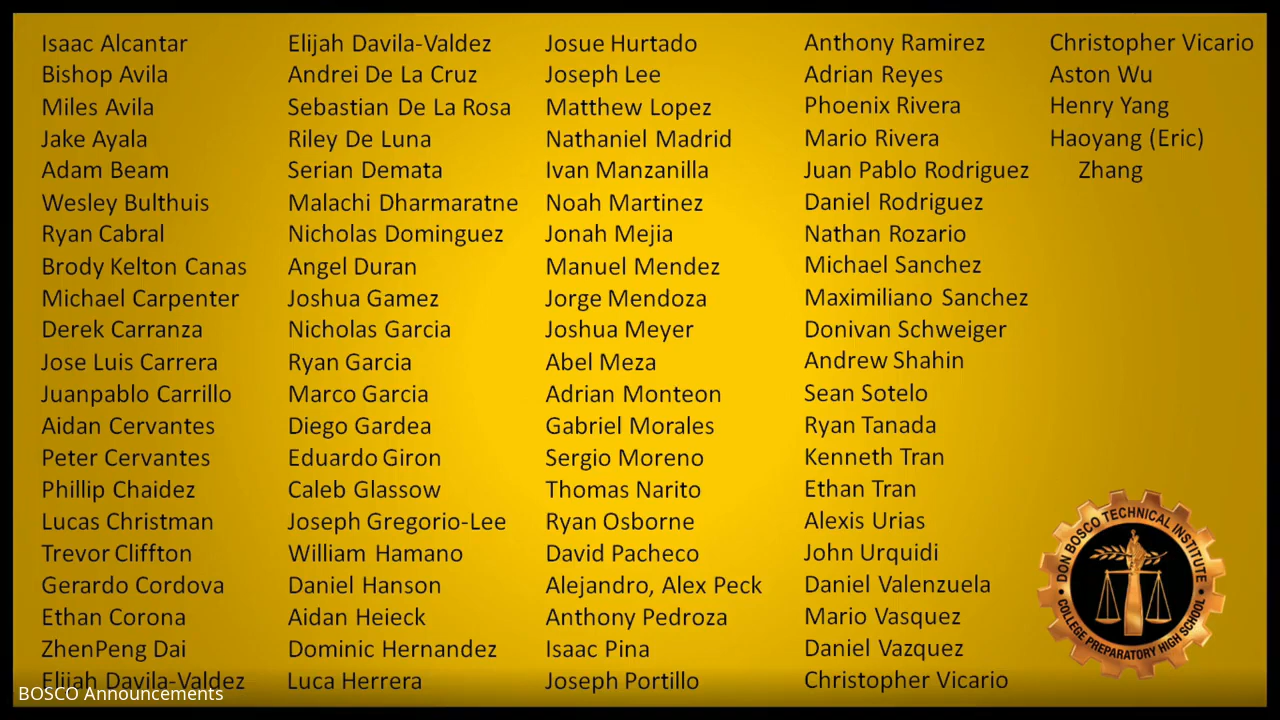 Isaac Alcantar
Bishop Avila
Miles Avila
Jake Ayala
Adam Beam
Wesley Bulthuis
Ryan Cabral
Brody Kelton Canas
Michael Carpenter
Derek Carranza
Jose Luis Carrera
Juanpablo Carrillo
Aidan Cervantes
Peter Cervantes
Phillip Chaidez
Lucas Christman
Trevor Cliffton
Gerardo Cordova
Ethan Corona
ZhenPeng Dai
Elijah Davila-Valdez
Elijah Davila-Valdez
Andrei De La Cruz
Sebastian De La Rosa
Riley De Luna
Serian Demata
Malachi Dharmaratne
Nicholas Dominguez
Angel Duran
Joshua Gamez
Nicholas Garcia
Ryan Garcia
Marco Garcia
Diego Gardea
Eduardo Giron
Caleb Glassow
Joseph Gregorio-Lee
William Hamano
Daniel Hanson
Aidan Heieck
Dominic Hernandez
Luca Herrera
Josue Hurtado
Joseph Lee
Matthew Lopez
Nathaniel Madrid
Ivan Manzanilla
Noah Martinez
Jonah Mejia
Manuel Mendez
Jorge Mendoza
Joshua Meyer
Abel Meza
Adrian Monteon
Gabriel Morales
Sergio Moreno
Thomas Narito
Ryan Osborne
David Pacheco
Alejandro, Alex Peck
Anthony Pedroza
Isaac Pina
Joseph Portillo
Anthony Ramirez
Adrian Reyes
Phoenix Rivera
Mario Rivera
Juan Pablo Rodriguez
Daniel Rodriguez
Nathan Rozario
Michael Sanchez
Maximiliano Sanchez
Donivan Schweiger
Andrew Shahin
Sean Sotelo
Ryan Tanada
Kenneth Tran
Ethan Tran
Alexis Urias
John Urquidi
Daniel Valenzuela
Mario Vasquez
Daniel Vazquez
Christopher Vicario
Christopher Vicario
Aston Wu
Henry Yang
Haoyang (Eric)
Zhang
DON BOSCO TECHNICAL INSTITUTE
COLLEGE PREPARATORY HIGH SCHOOL
BOSCO Announcements